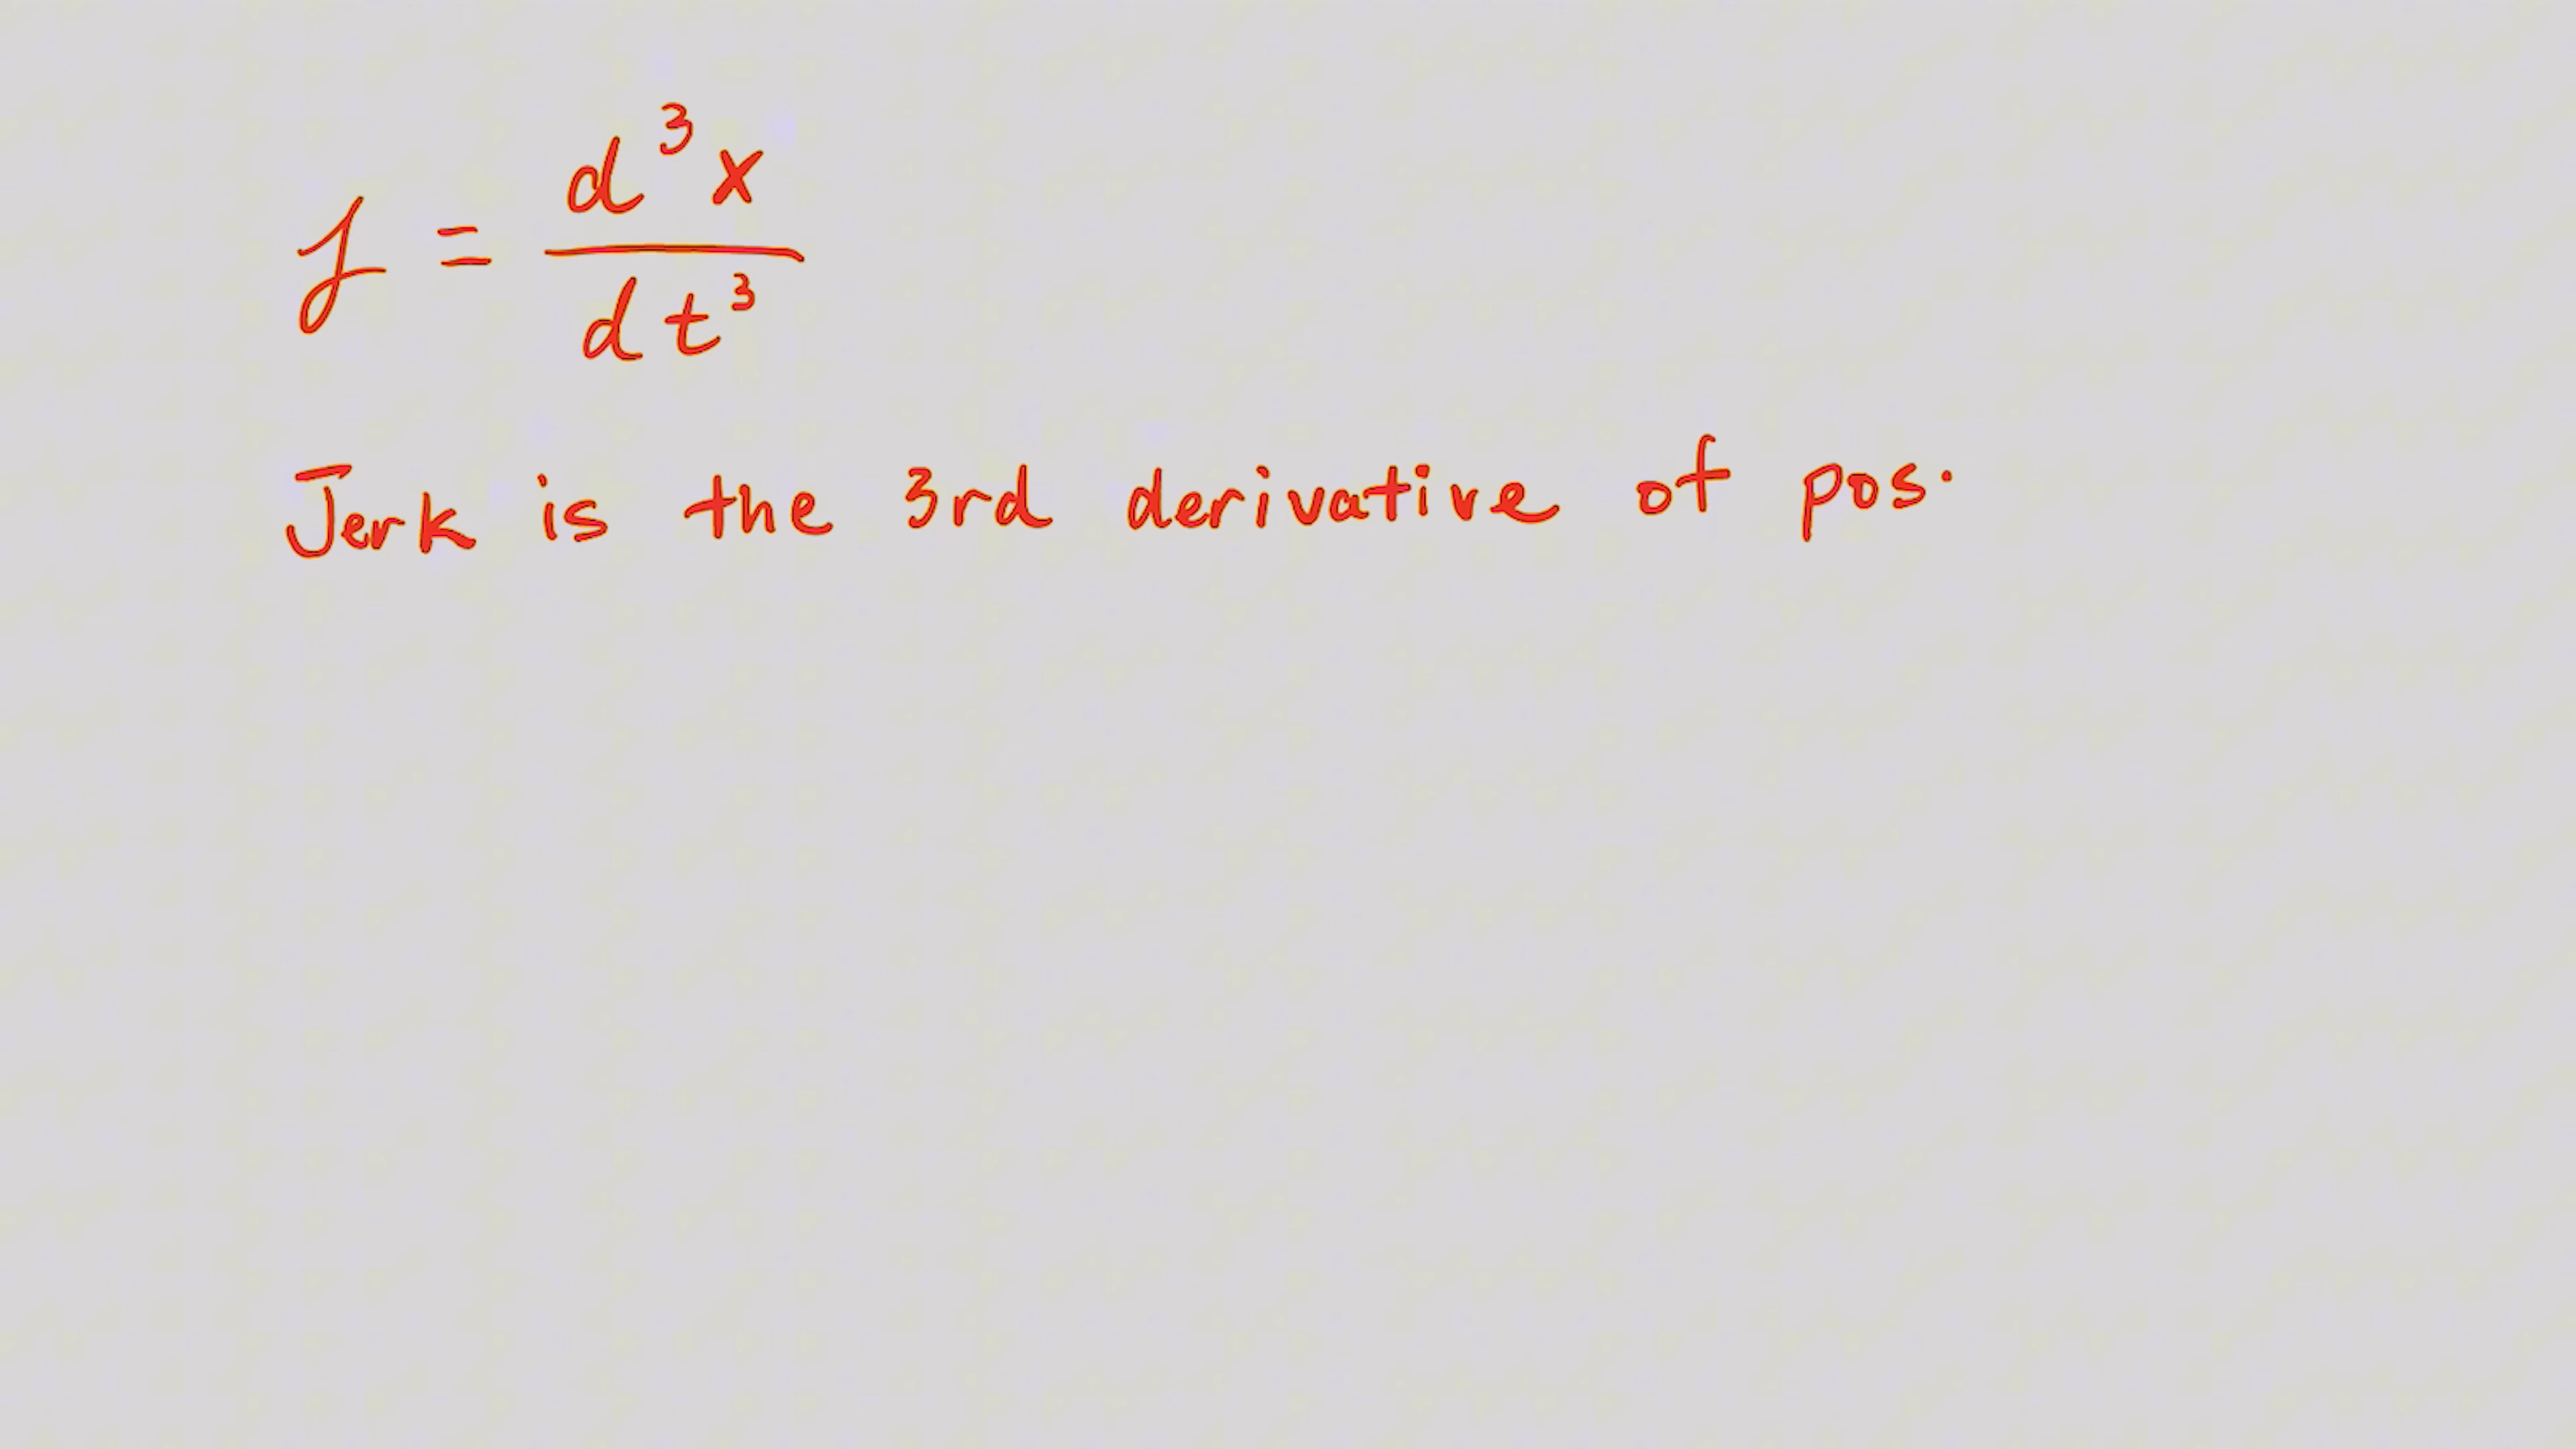 j = d³x / dt³
Jerk is the 3rd derivative of pos.